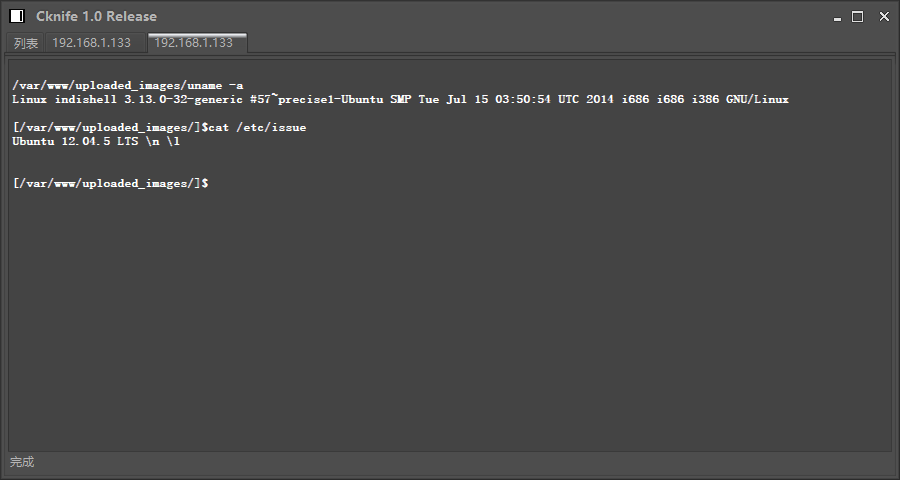 Cknife 1.0 Release
列表 192.168.1.133 192.168.1.133
/var/www/uploaded_images/uname -a
Linux indishell 3.13.0-32-generic #57~precise1-Ubuntu SMP Tue Jul 15 03:50:54 UTC 2014 i686 i686 i386 GNU/Linux
[/var/www/uploaded_images/]$cat /etc/issue
Ubuntu 12.04.5 LTS \n \l
[/var/www/uploaded_images/]$
完成